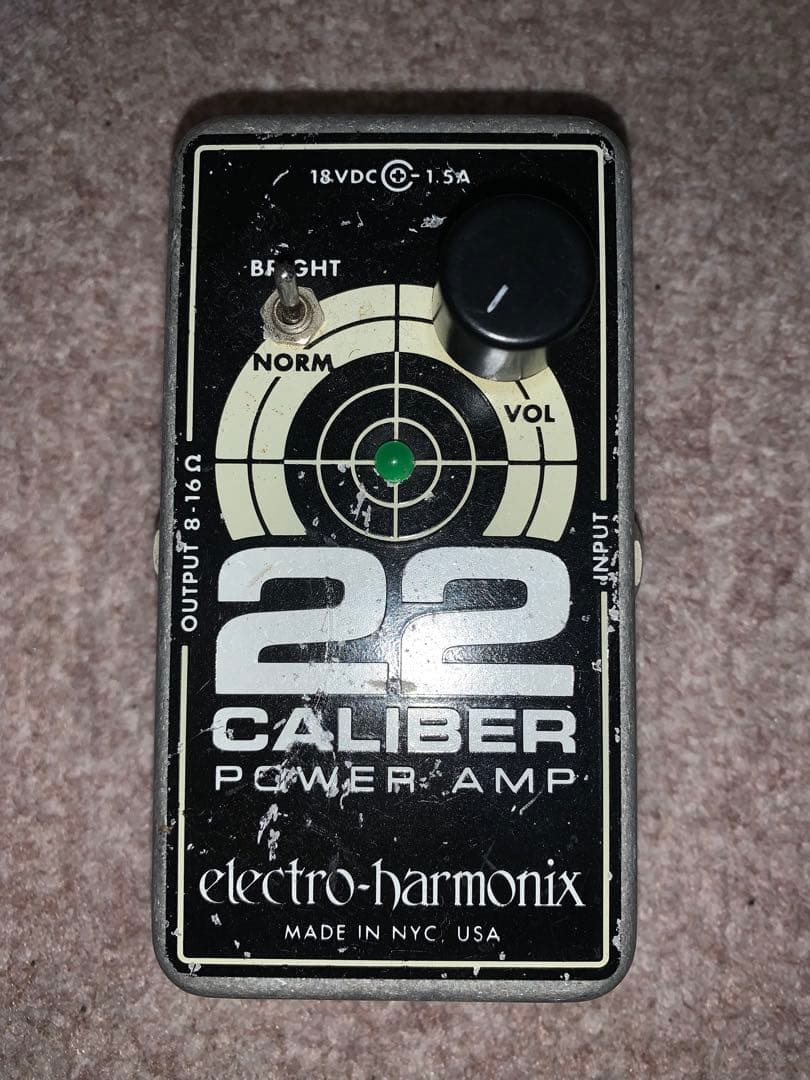 18VDC -1.5A
BRIGHT
NORM
VOL
OUTPUT 8-16Ω
INPUT
22
CALIBER
POWER AMP
electro-harmonix
MADE IN NYC, USA